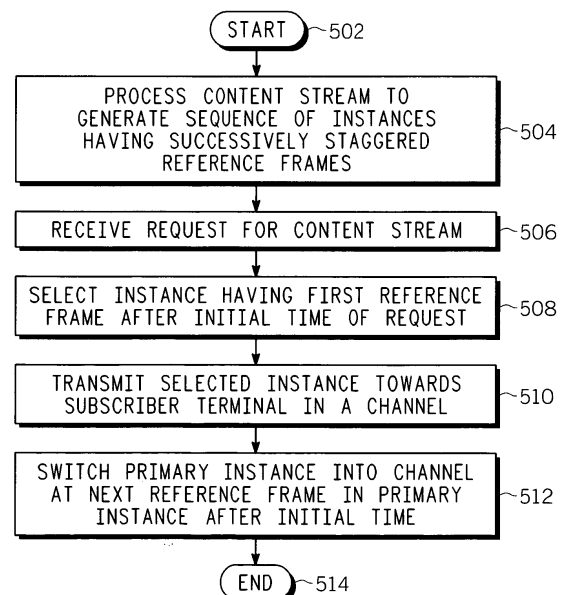 START 502
PROCESS CONTENT STREAM TO
GENERATE SEQUENCE OF INSTANCES
HAVING SUCCESSIVELY STAGGERED
REFERENCE FRAMES
504
RECEIVE REQUEST FOR CONTENT STREAM 506
SELECT INSTANCE HAVING FIRST REFERENCE
FRAME AFTER INITIAL TIME OF REQUEST
508
TRANSMIT SELECTED INSTANCE TOWARDS
SUBSCRIBER TERMINAL IN A CHANNEL
510
SWITCH PRIMARY INSTANCE INTO CHANNEL
AT NEXT REFERENCE FRAME IN PRIMARY
INSTANCE AFTER INITIAL TIME
512
END 514